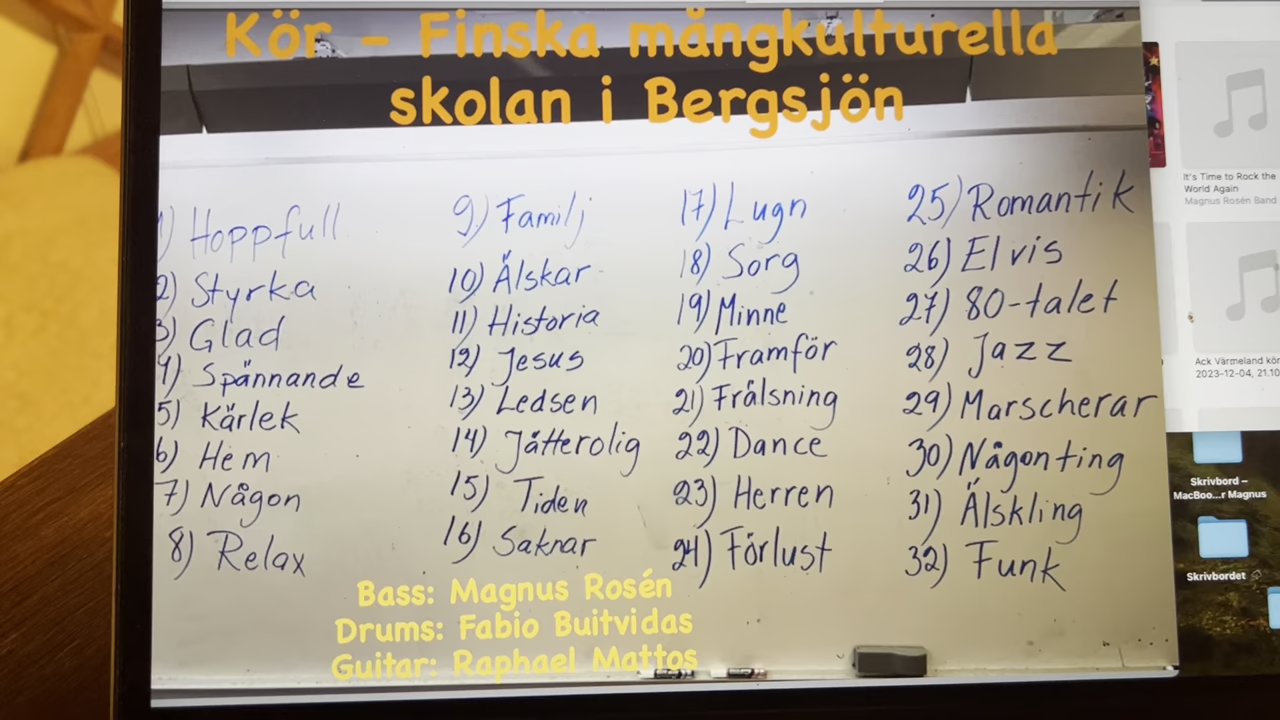 Kör - Finska mångkulturella
skolan i Bergsjön
1) Hoppfull
2) Styrka
3) Glad
4) Spännande
5) Kärlek
6) Hem
7) Någon
8) Relax
9) Familj
10) Älskar
11) Historia
12) Jesus
13) Ledsen
14) Jätterolig
15) Tiden
16) Saknar
17) Lugn
18) Sorg
19) Minne
20) Framför
21) Frälsning
22) Dance
23) Herren
24) Förlust
25) Romantik
26) Elvis
27) 80-talet
28) Jazz
29) Marscherar
30) Någonting
31) Älskling
32) Funk
Bass: Magnus Rosén
Drums: Fabio Buitvidas
Guitar: Raphael Mattos
It's Time to Rock the
World Again
Magnus Rosén Band
Ack Värmeland kör
2023-12-04, 21.10
Skrivbord –
MacBoo...r Magnus
Skrivbordet